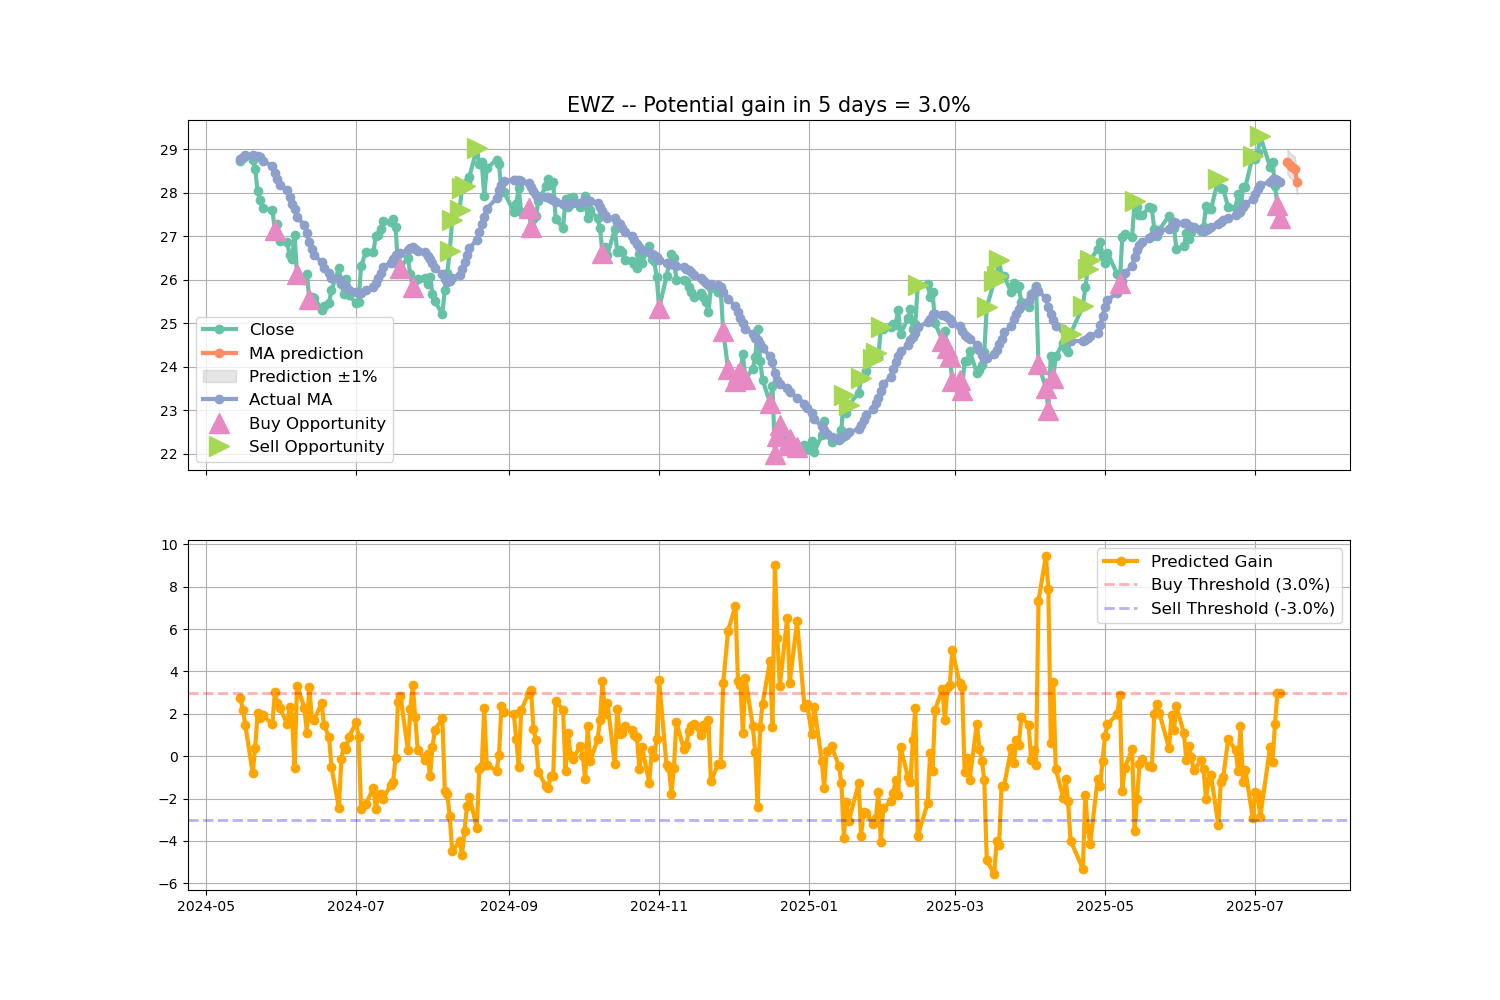 EWZ -- Potential gain in 5 days = 3.0%
29
28
27
26
25
24
23
22
Close
MA prediction
Prediction ±1%
Actual MA
Buy Opportunity
Sell Opportunity
10
8
6
4
2
0
−2
−4
−6
Predicted Gain
Buy Threshold (3.0%)
Sell Threshold (-3.0%)
2024-05 2024-07 2024-09 2024-11 2025-01 2025-03 2025-05 2025-07